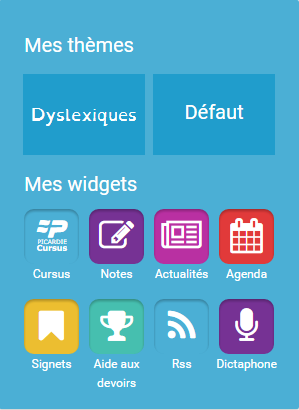 Mes thèmes
Dyslexiques
Défaut
Mes widgets
PICARDIE
Cursus
Cursus
Notes
Actualités
Agenda
Signets
Aide aux
devoirs
Rss
Dictaphone